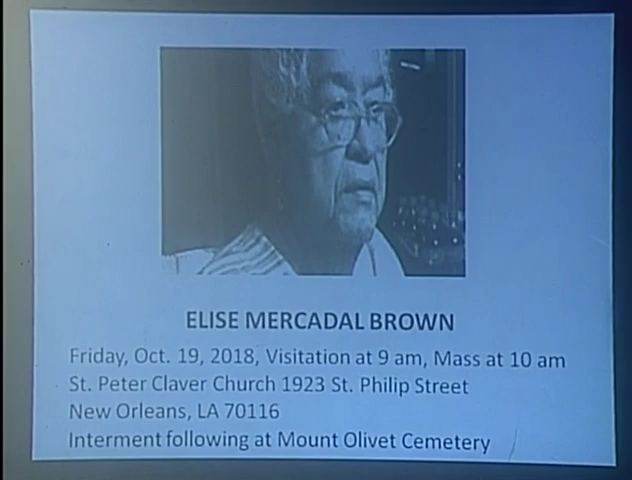 ELISE MERCADAL BROWN
Friday, Oct. 19, 2018, Visitation at 9 am, Mass at 10 am
St. Peter Claver Church 1923 St. Philip Street
New Orleans, LA 70116
Interment following at Mount Olivet Cemetery